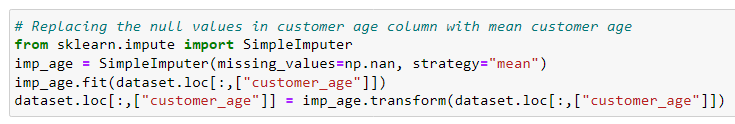 # Replacing the null values in customer age column with mean customer age
from sklearn.impute import SimpleImputer
imp_age = SimpleImputer(missing_values=np.nan, strategy="mean")
imp_age.fit(dataset.loc[:,["customer_age"]])
dataset.loc[:,["customer_age"]] = imp_age.transform(dataset.loc[:,["customer_age"]])